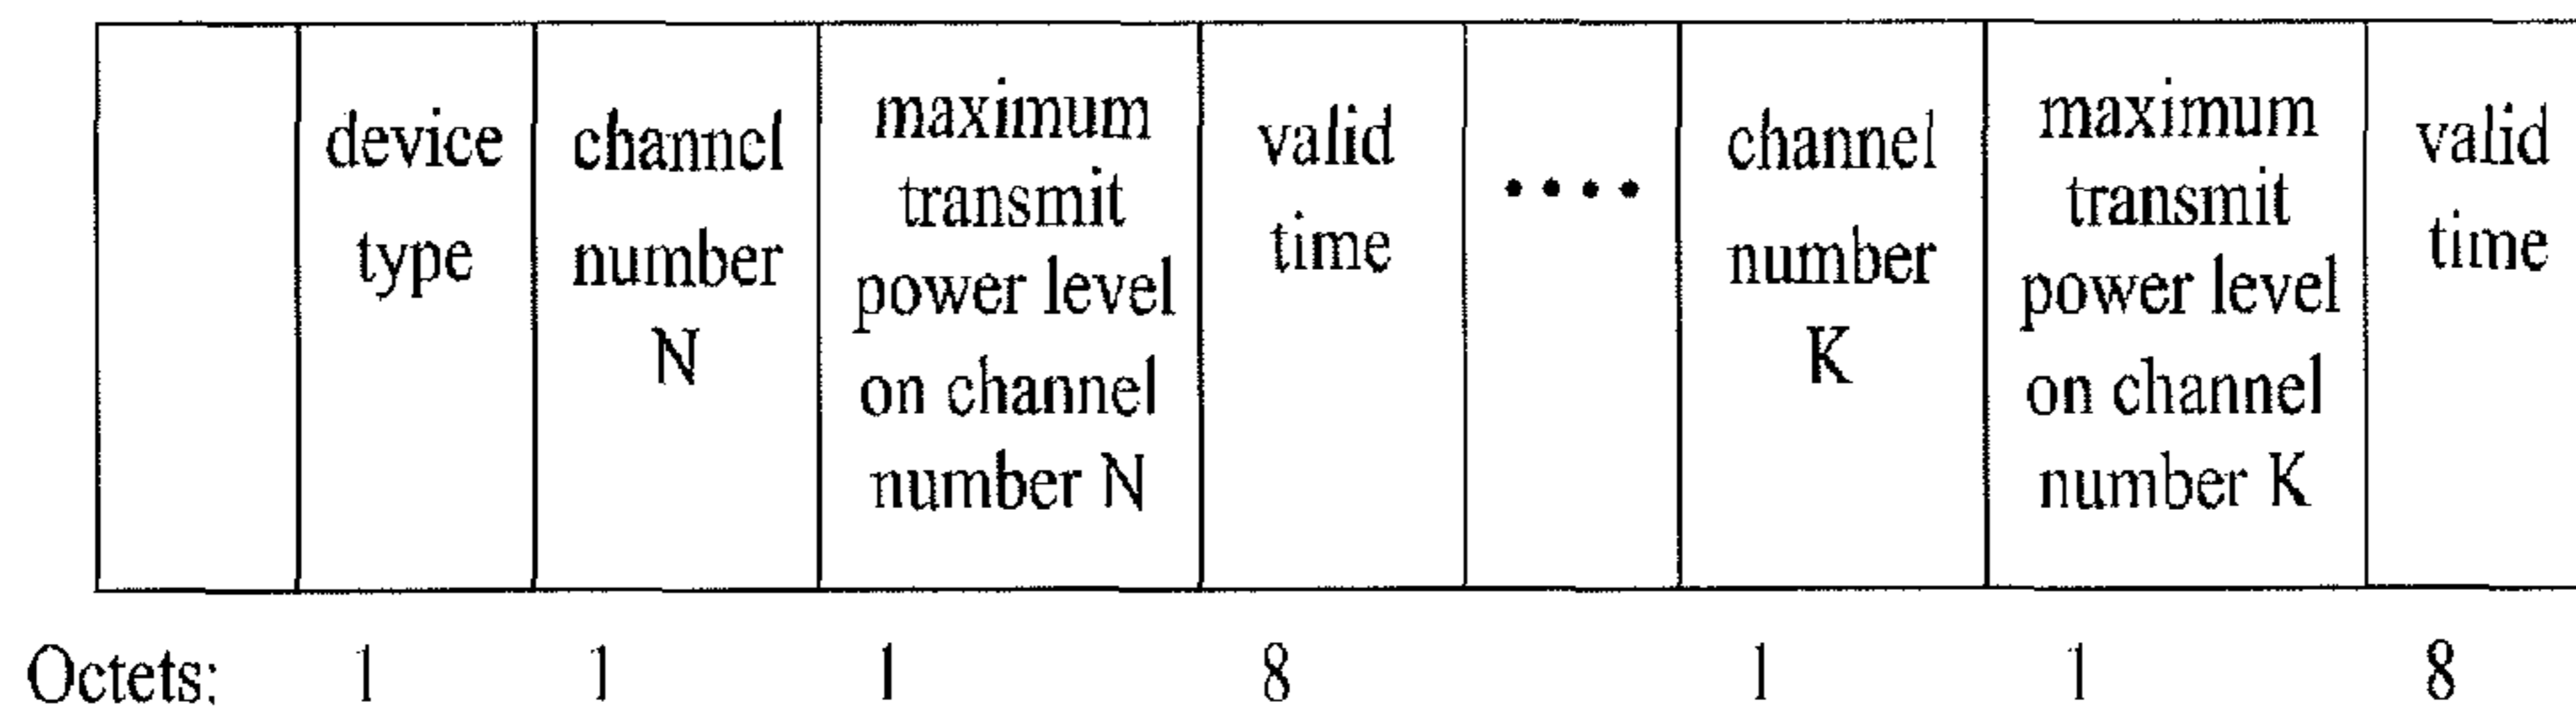 device
type
channel
number
N
maximum
transmit
power level
on channel
number N
valid
time
....
channel
number
K
maximum
transmit
power level
on channel
number K
valid
time
Octets: 1 1 1 8 1 1 8